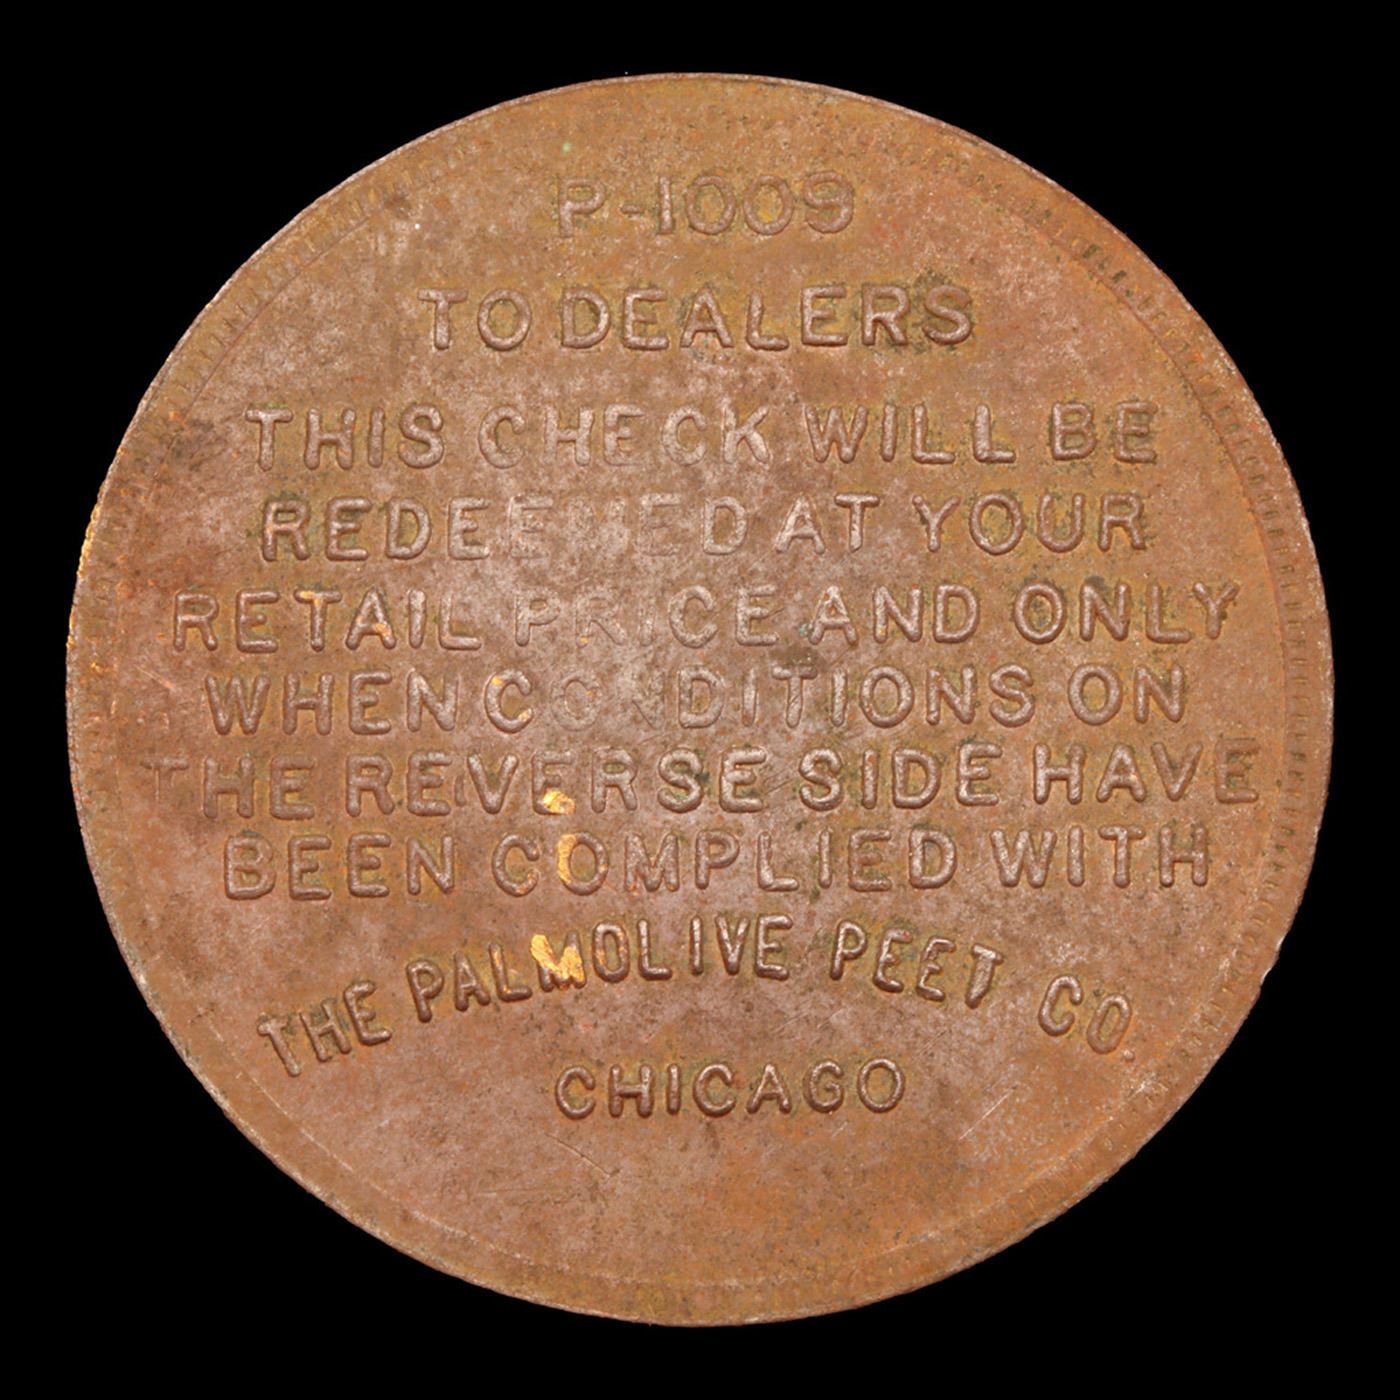 P-1009
TO DEALERS
THIS CHECK WILL BE
REDEEMED AT YOUR
RETAIL PRICE AND ONLY
WHEN CONDITIONS ON
THE REVERSE SIDE HAVE
BEEN COMPLIED WITH
THE PALMOLIVE PEET CO.
CHICAGO